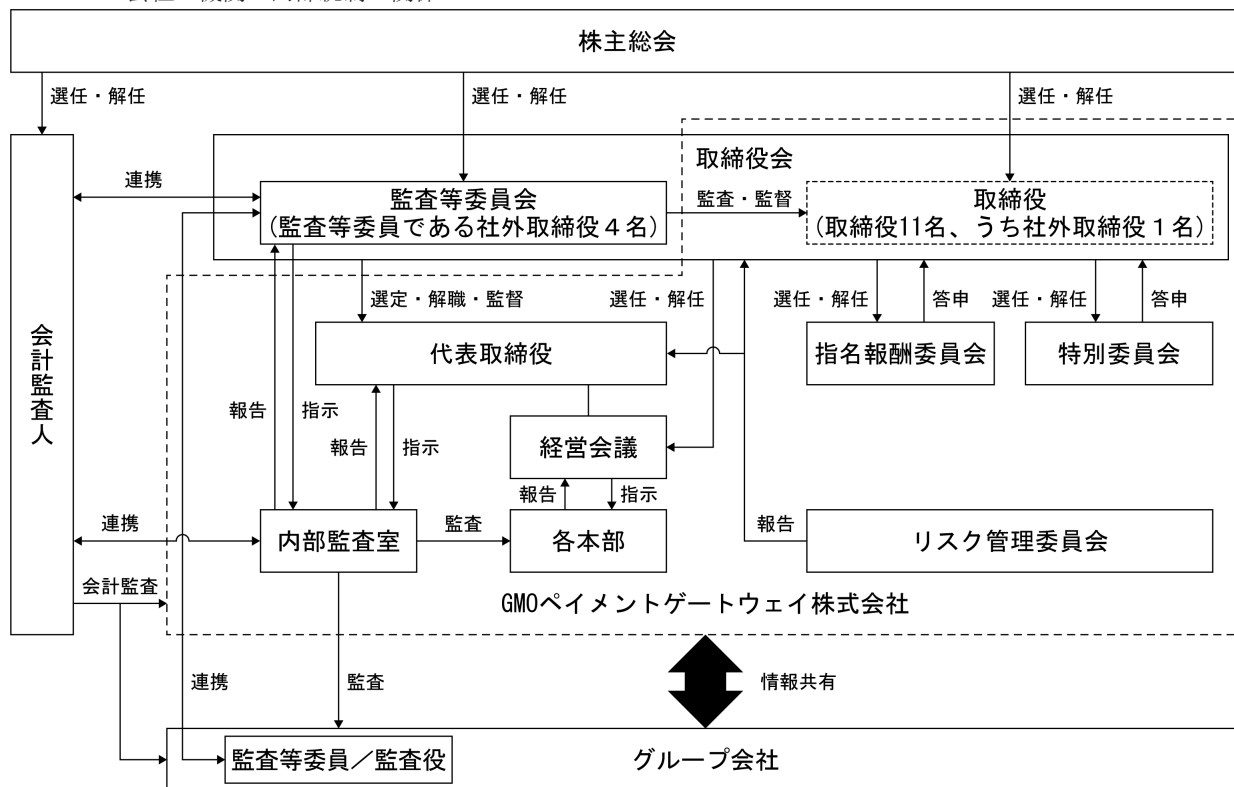 株主総会
選任・解任
選任・解任
選任・解任
取締役会
連携
監査等委員会
(監査等委員である社外取締役4名)
監査・監督
取締役
(取締役11名、うち社外取締役1名)
選定・解職・監督
選任・解任
選任・解任
答申
選任・解任
答申
会計監査人
代表取締役
指名報酬委員会
特別委員会
報告
指示
報告
指示
経営会議
報告
指示
連携
内部監査室
監査
各本部
報告
リスク管理委員会
会計監査
GMOペイメントゲートウェイ株式会社
連携
監査
情報共有
監査等委員／監査役
グループ会社